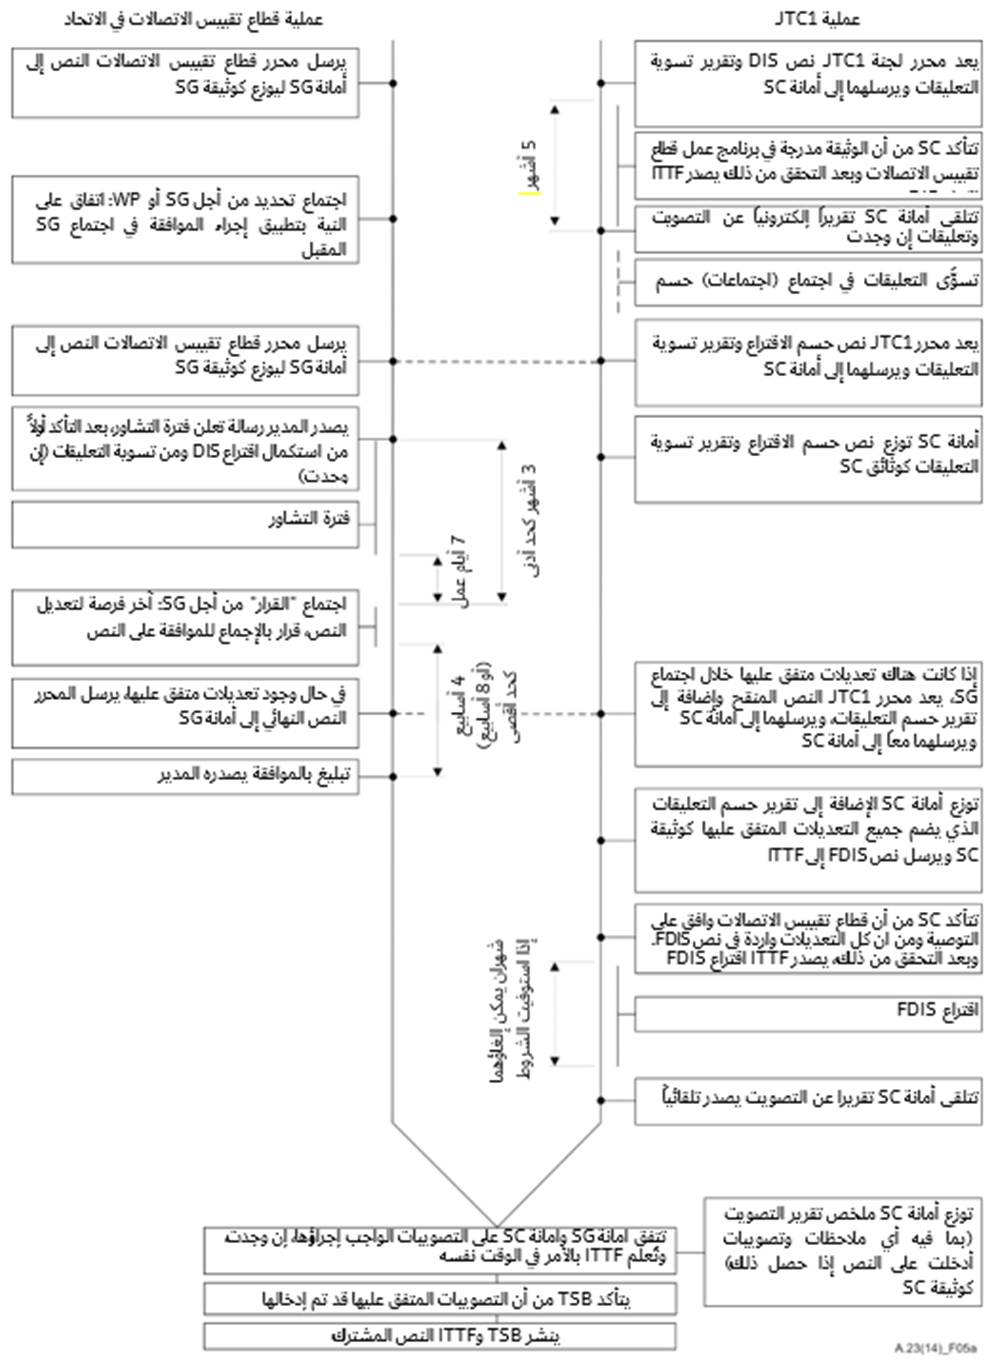 عملية JTC1
يعد محرر لجنة JTC1 نص DIS وتقرير تسوية
التعليقات ويرسلهما إلى أمانة SC
تتأكد SC من أن الوثيقة مدرجة في برنامج عمل قطاع
تقييس الاتصالات وبعد التحقق من ذلك يصدر ITTF
تتلقى أمانة SC تقريراً إلكترونياً عن التصويت
وتعليقات إن وجدت
تسوَّى التعليقات في اجتماع (اجتماعات) حسم
يعد محرر JTC1 نص حسم الاقتراع وتقرير تسوية
التعليقات ويرسلهما إلى أمانة SC
أمانة SC توزع نص حسم الاقتراع وتقرير تسوية
التعليقات كوثائق SC
إذا كانت هناك تعديلات متفق عليها خلال اجتماع
SG، يعد محرر JTC1 النص المنقح وإضافة إلى
تقرير حسم التعليقات، ويرسلهما إلى أمانة SC
ويرسلهما معاً إلى أمانة SC
توزع أمانة SC الإضافة إلى تقرير حسم التعليقات
الذي يضم جميع التعديلات المتفق عليها كوثيقة
SC ويرسل نص FDIS إلى ITTF
تتأكد SC من أن قطاع تقييس الاتصالات وافق على
التوصية ومن ان كل التعديلات واردة في نص FDIS.
وبعد التحقق من ذلك، يصدر ITTF اقتراع FDIS
اقتراع FDIS
تتلقى أمانة SC تقريرا عن التصويت يصدر تلقائياً
5 أشهر
3 أشهر كحد أدنى
7 أيام عمل
4 أسابيع
(أو 8 أسابيع)
كحد أقصى
شهران يمكن إلغاؤهما
إذا استوفيت الشروط
عملية قطاع تقييس الاتصالات في الاتحاد
يرسل محرر قطاع تقييس الاتصالات النص إلى
أمانة SG ليوزع كوثيقة SG
اجتماع تحديد من أجل SG أو WP: اتفاق على
النية بتطبيق إجراء الموافقة في اجتماع SG
المقبل
يرسل محرر قطاع تقييس الاتصالات النص إلى
أمانة SG ليوزع كوثيقة SG
يصدر المدير رسالة تعلن فترة التشاور، بعد التأكد أولاً
من استكمال اقتراع DIS ومن تسوية التعليقات (إن
وجدت)
فترة التشاور
اجتماع "القرار" من أجل SG: آخر فرصة لتعديل
النص، قرار بالإجماع للموافقة على النص
في حال وجود تعديلات متفق عليها، يرسل المحرر
النص النهائي إلى أمانة SG
تبليغ بالموافقة يصدره المدير
توزع أمانة SC ملخص تقرير التصويت
(بما فيه أي ملاحظات وتصويبات
أدخلت على النص إذا حصل ذلك)
كوثيقة SC
تتفق امانة SG وامانة SC على التصويبات الواجب إجراؤها، إن وجدت،
وتُعلم ITTF بالأمر في الوقت نفسه
يتأكد TSB من أن التصويبات المتفق عليها قد تم إدخالها
ينشر TSB وITTF النص المشترك
A.23(14)_F05a